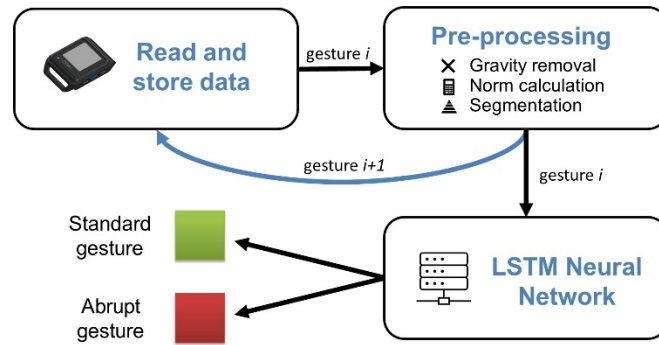 Read and
store data
gesture i
Pre-processing
Gravity removal
Norm calculation
Segmentation
gesture i+1
gesture i
Standard
gesture
Abrupt
gesture
LSTM Neural
Network